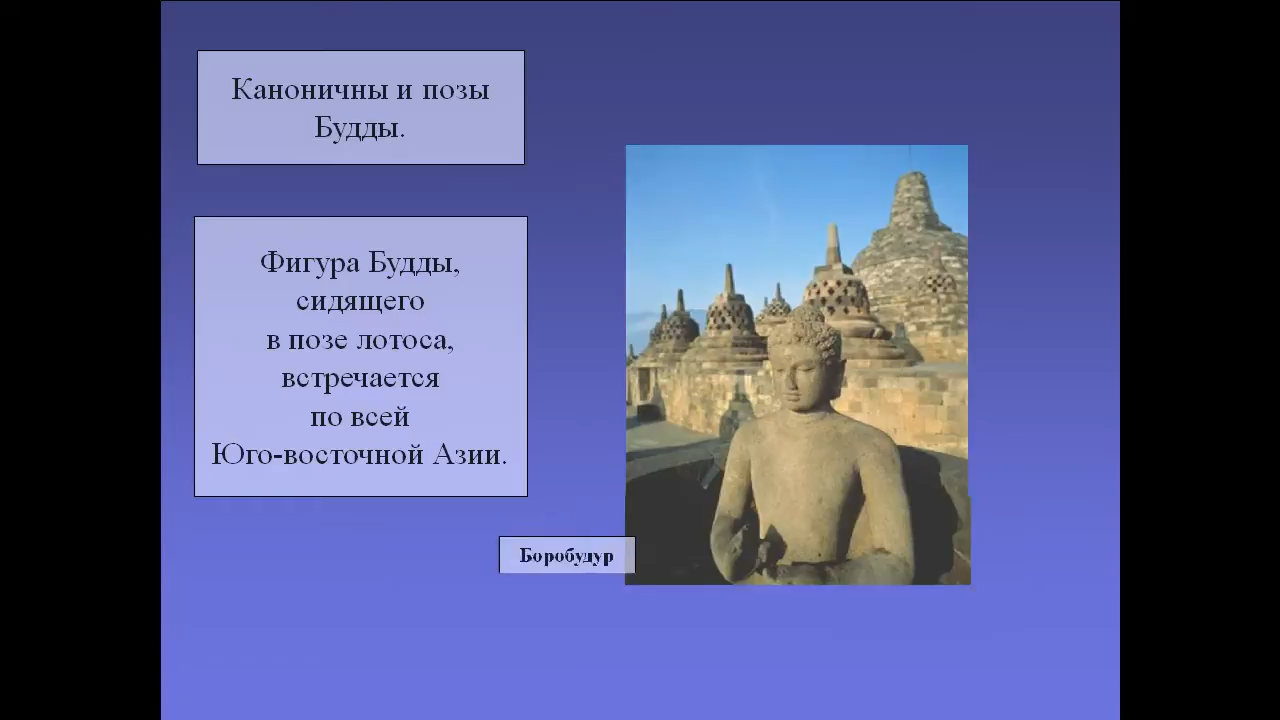 Каноничны и позы
Будды.
Фигура Будды,
сидящего
в позе лотоса,
встречается
по всей
Юго-восточной Азии.
Боробудур